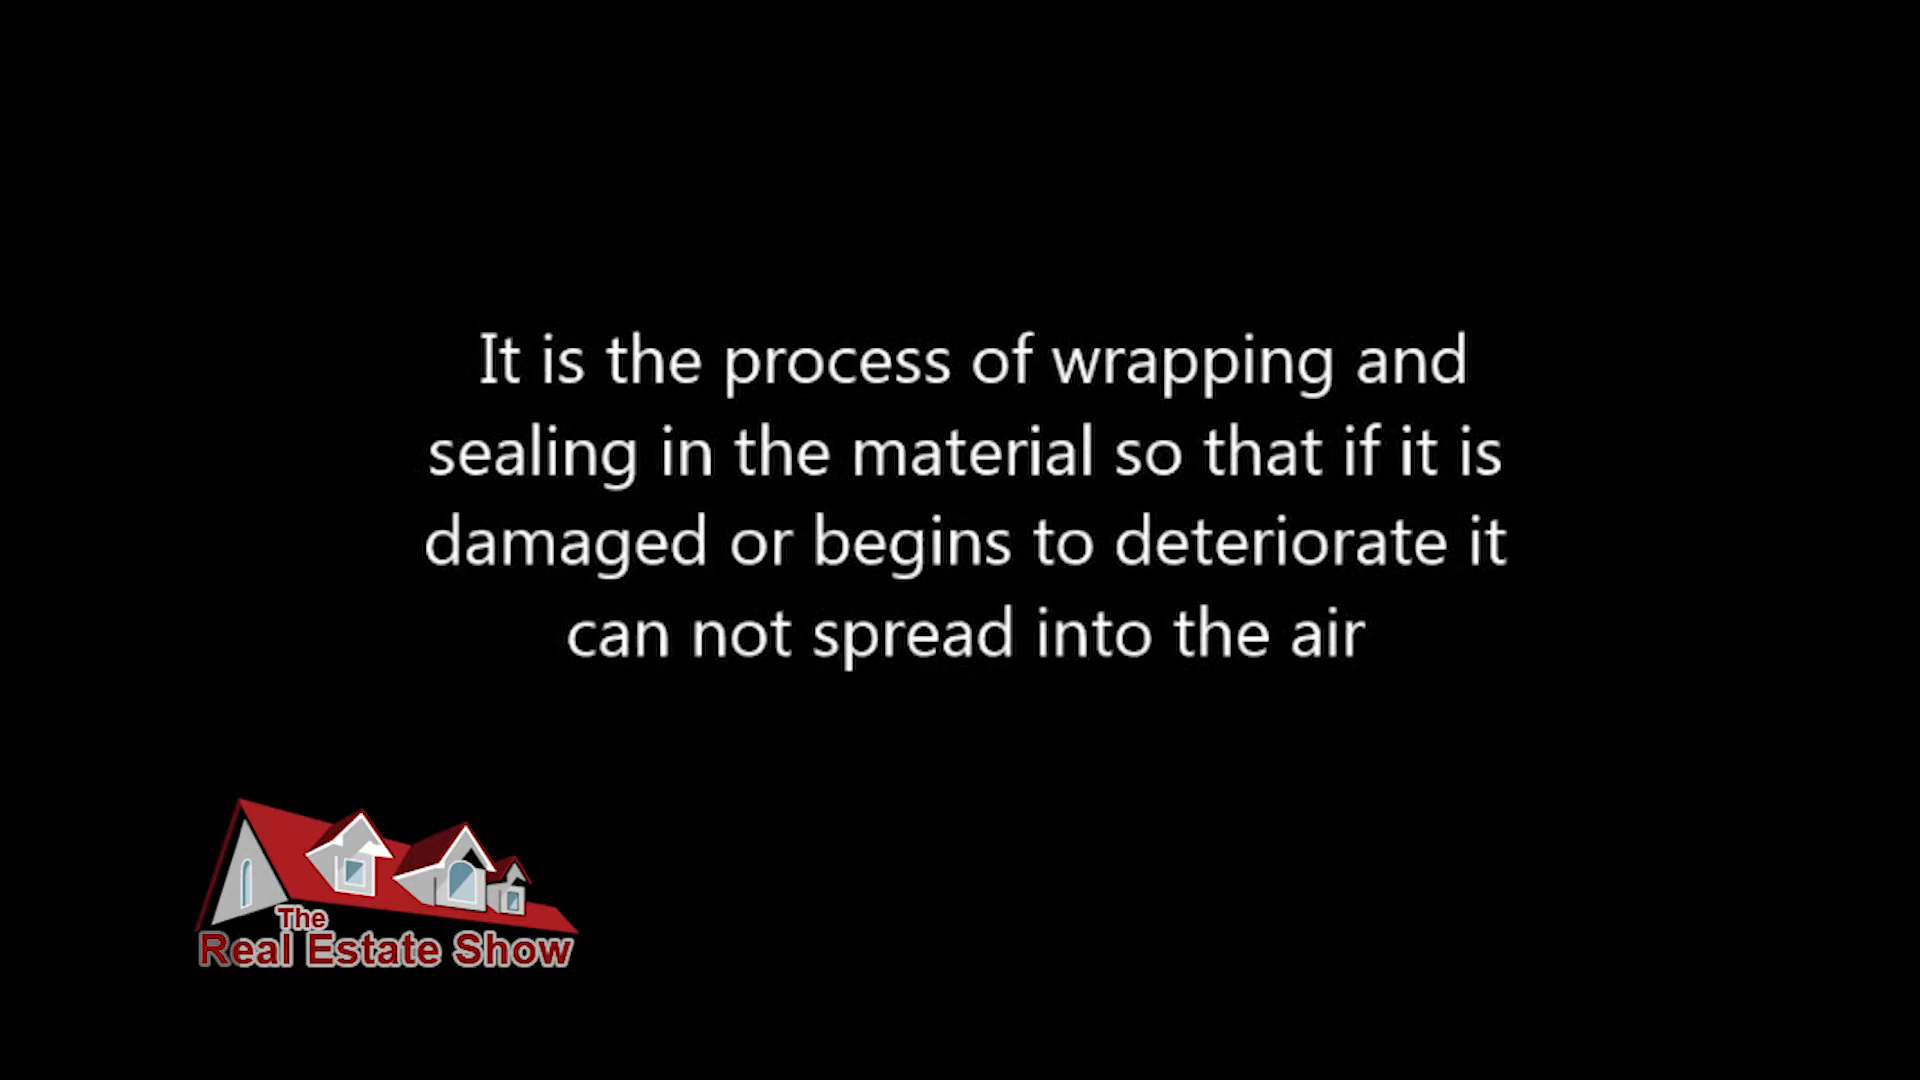 It is the process of wrapping and
sealing in the material so that if it is
damaged or begins to deteriorate it
can not spread into the air
The
Real Estate Show